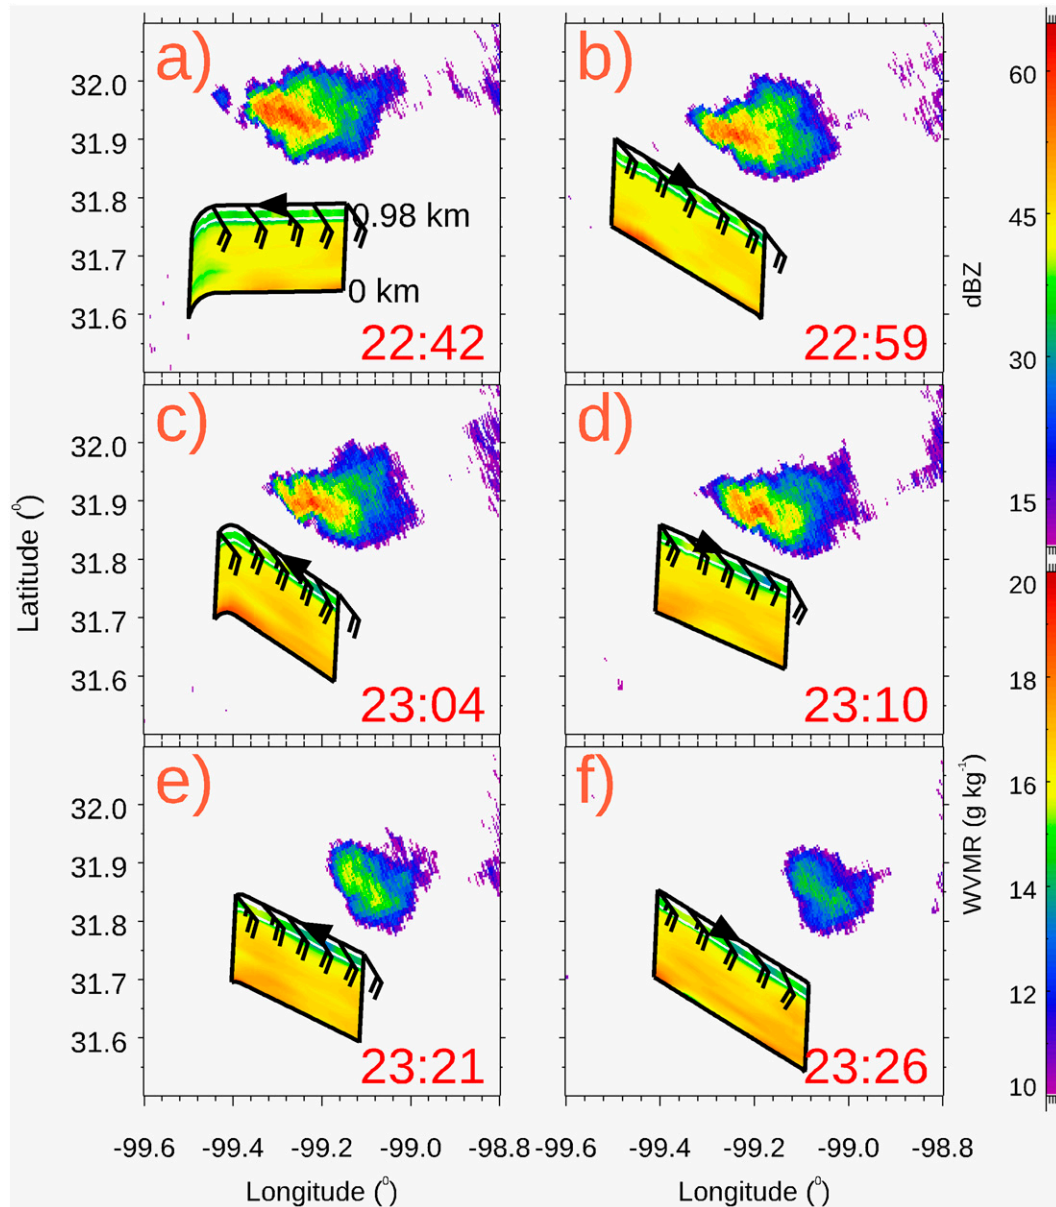 a)
32.0
31.9
31.8
31.7
31.6
0.98 km
0 km
22:42
b)
22:59
60
45
30
15
dBZ
c)
32.0
31.9
31.8
31.7
31.6
23:04
d)
23:10
Latitude (⁰)
e)
32.0
31.9
31.8
31.7
31.6
23:21
f)
23:26
20
18
16
14
12
10
WVMR (g kg⁻¹)
-99.6 -99.4 -99.2 -99.0 -98.8
-99.6 -99.4 -99.2 -99.0 -98.8
Longitude (⁰)
Longitude (⁰)